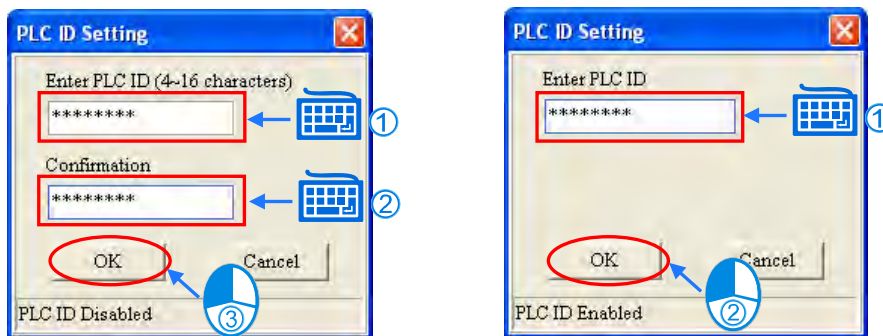 PLC ID Setting
Enter PLC ID (4~16 characters)
********
①
Confirmation
********
②
OK
Cancel
③
PLC ID Disabled
PLC ID Setting
Enter PLC ID
********
①
OK
Cancel
②
PLC ID Enabled